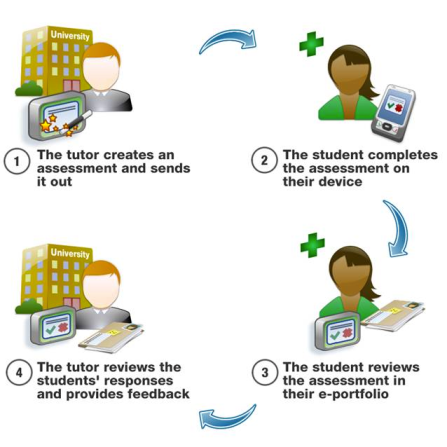 University
1 The tutor creates an
assessment and sends
it out
2 The student completes
the assessment on
their device
University
4 The tutor reviews the
students' responses
and provides feedback
3 The student reviews
the assessment in
their e-portfolio